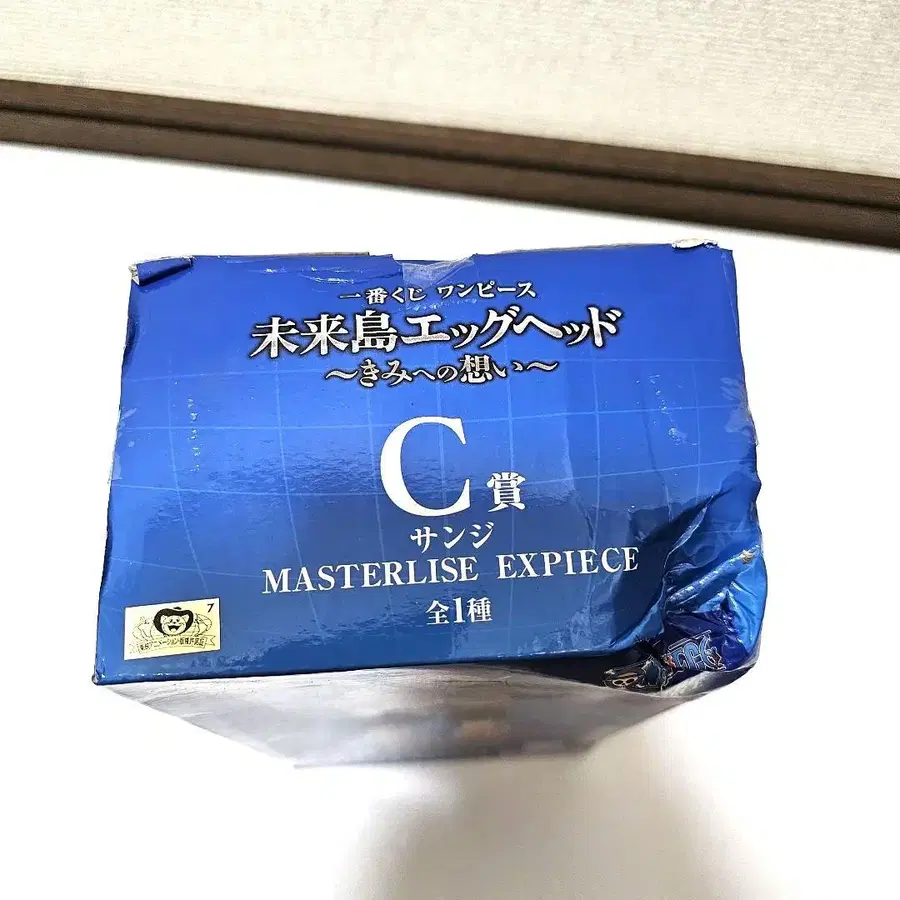 一番くじ ワンピース
未来島エッグヘッド
～きみへの想い～
C賞
サンジ
MASTERLISE EXPIECE
全1種
7